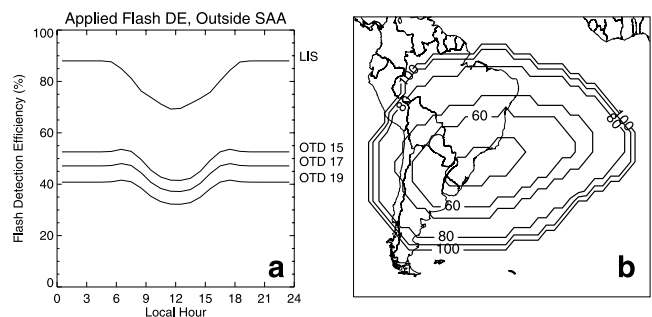 Applied Flash DE, Outside SAA
Flash Detection Efficiency (%)
100
80
60
40
20
0
LIS
OTD 15
OTD 17
OTD 19
a
0 3 6 9 12 15 18 21 24
Local Hour
100
60
60
80
100
b